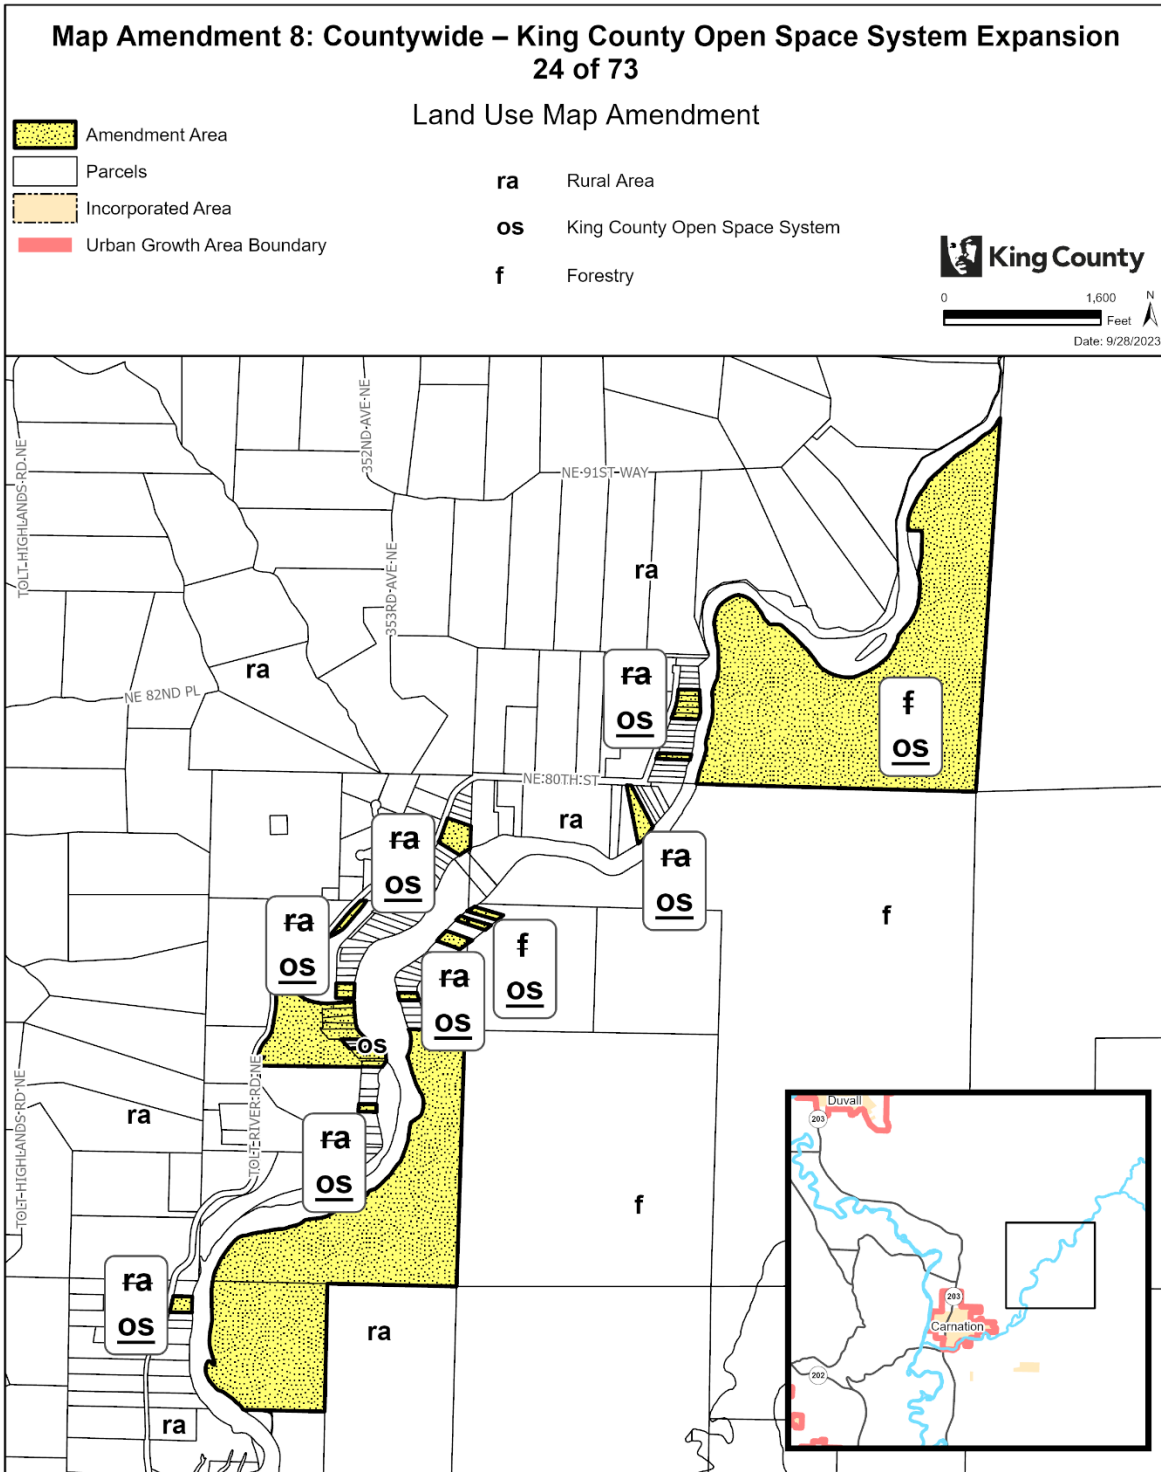 Map Amendment 8: Countywide – King County Open Space System Expansion
24 of 73
Land Use Map Amendment
Amendment Area
Parcels
Incorporated Area
Urban Growth Area Boundary
ra Rural Area
os King County Open Space System
f Forestry
King County
0 1,600
Feet
N
Date: 9/28/2023
352ND-AVE-NE
TOLT-HIGHLANDS-RD-NE
NE-91ST-WAY
353RD-AVE-NE
ra
ra
NE 82ND PL
ra
os
f
os
NE-80TH-ST
ra
ra
os
ra
os
f
ra
os
f
os
ra
os
os
TOLT-RIVER-RD-NE
TOLT-HIGHLANDS-RD-NE
ra
ra
os
f
ra
os
ra
ra
Duvall
203
203
Carnation
202